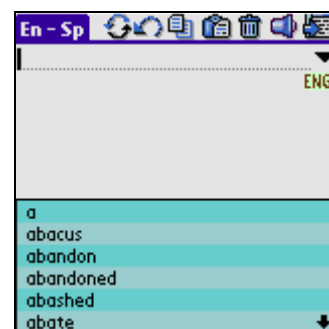 En - Sp
ENG
a
abacus
abandon
abandoned
abashed
abate